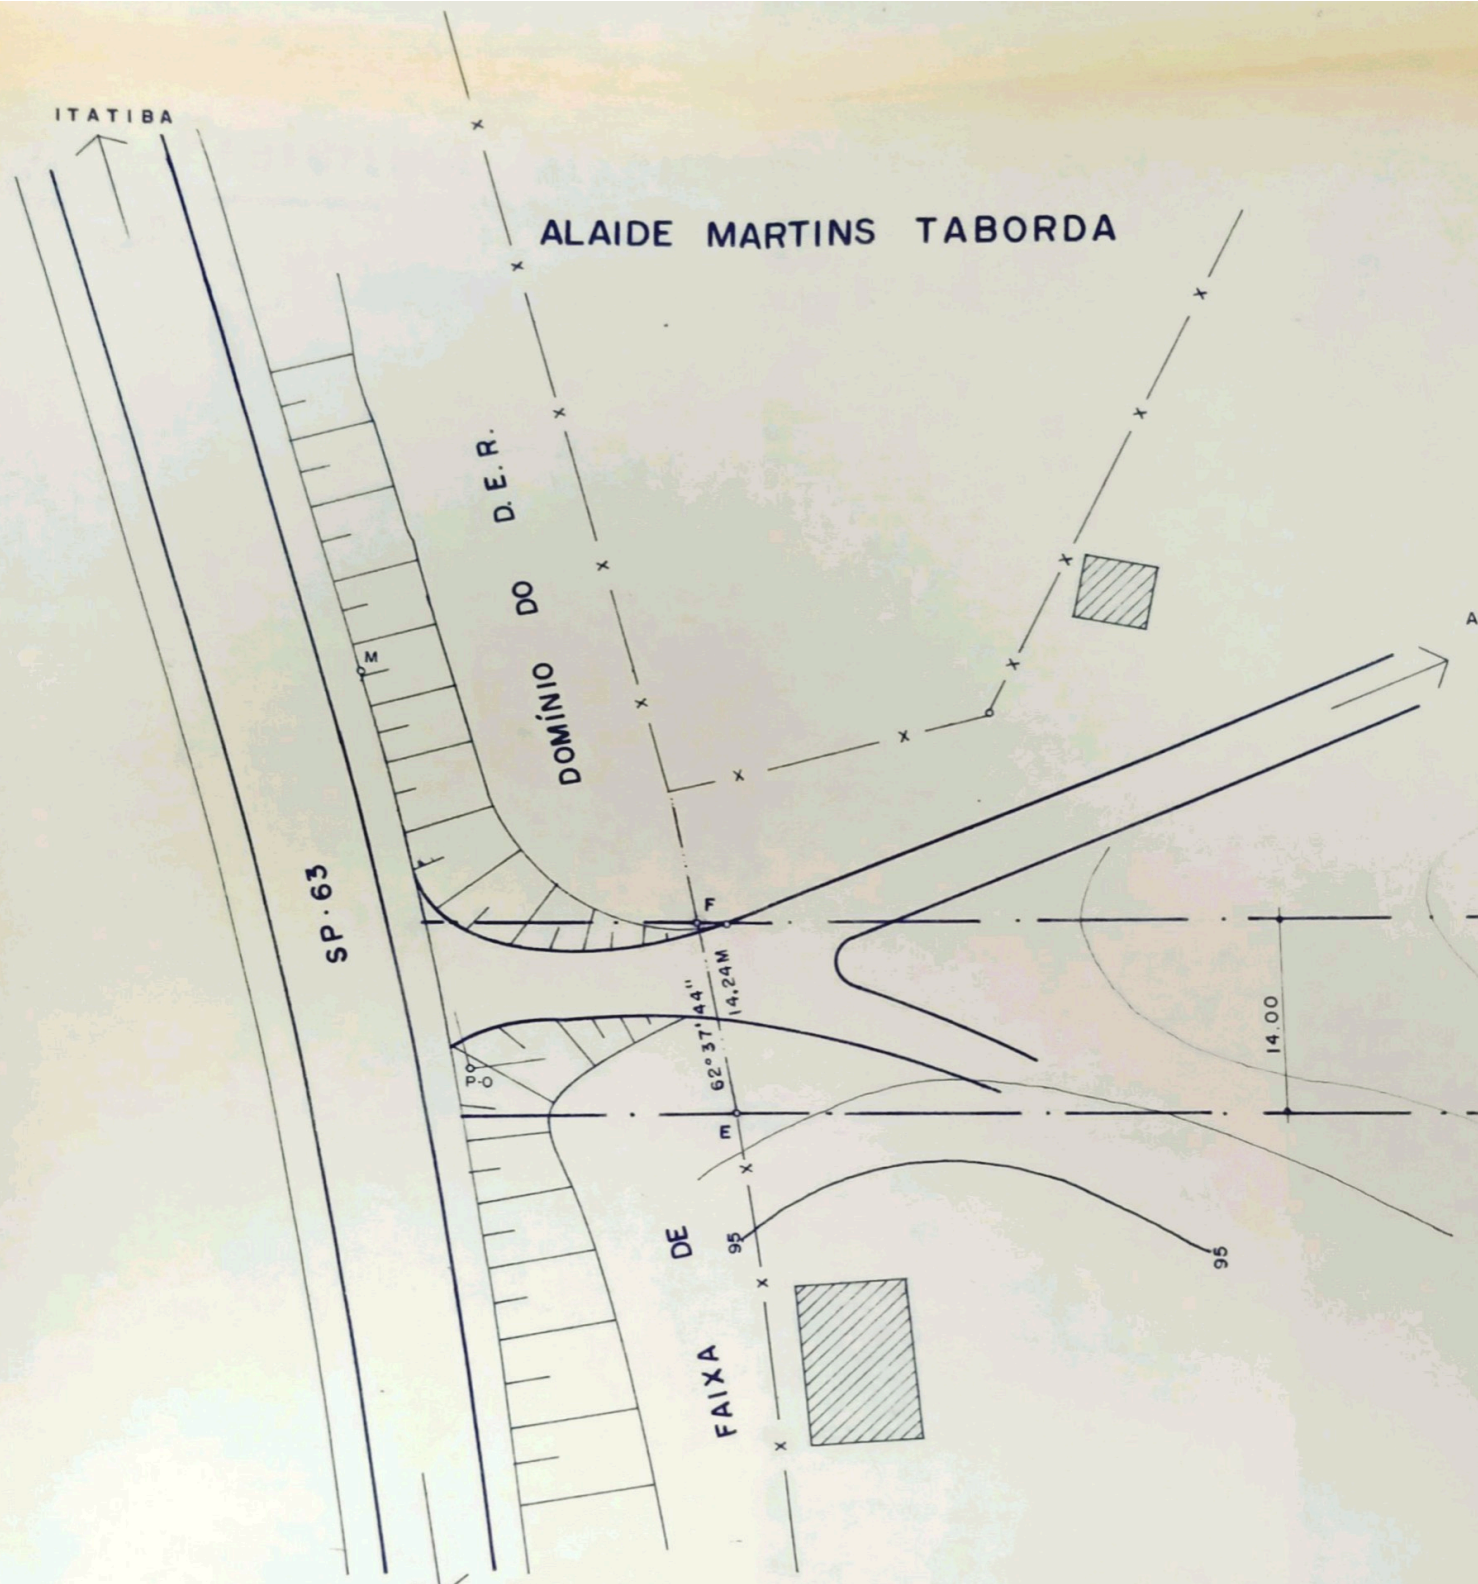 ITATIBA
ALAIDE MARTINS TABORDA
FAIXA DE DOMÍNIO DO D.E.R.
M
A
SP.63
F
14.24M
62°37'44"
14.00
P-O
E
95
95